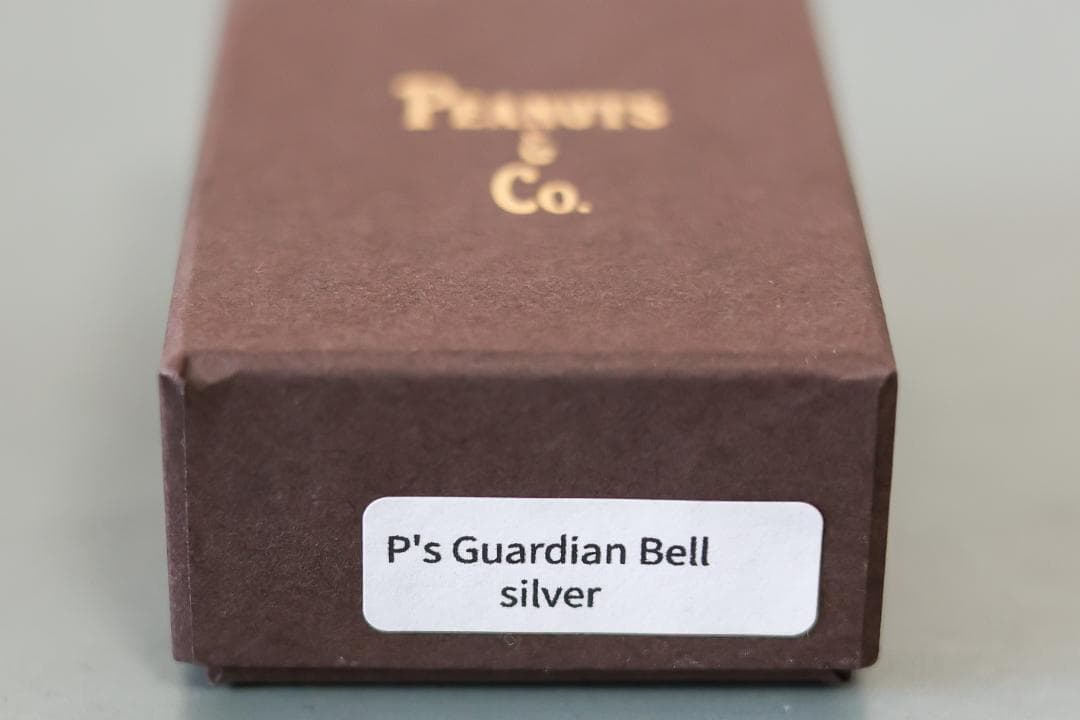 PEANUTS
&
Co.
P's Guardian Bell
silver